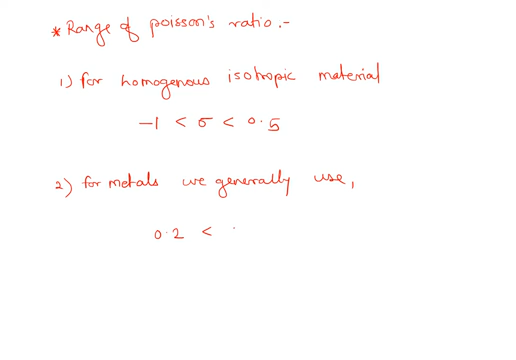 * Range of poisson's ratio :-
1) for homogenous isotropic material
-1 < σ < 0.5
2) for metals we generally use,
0.2 <